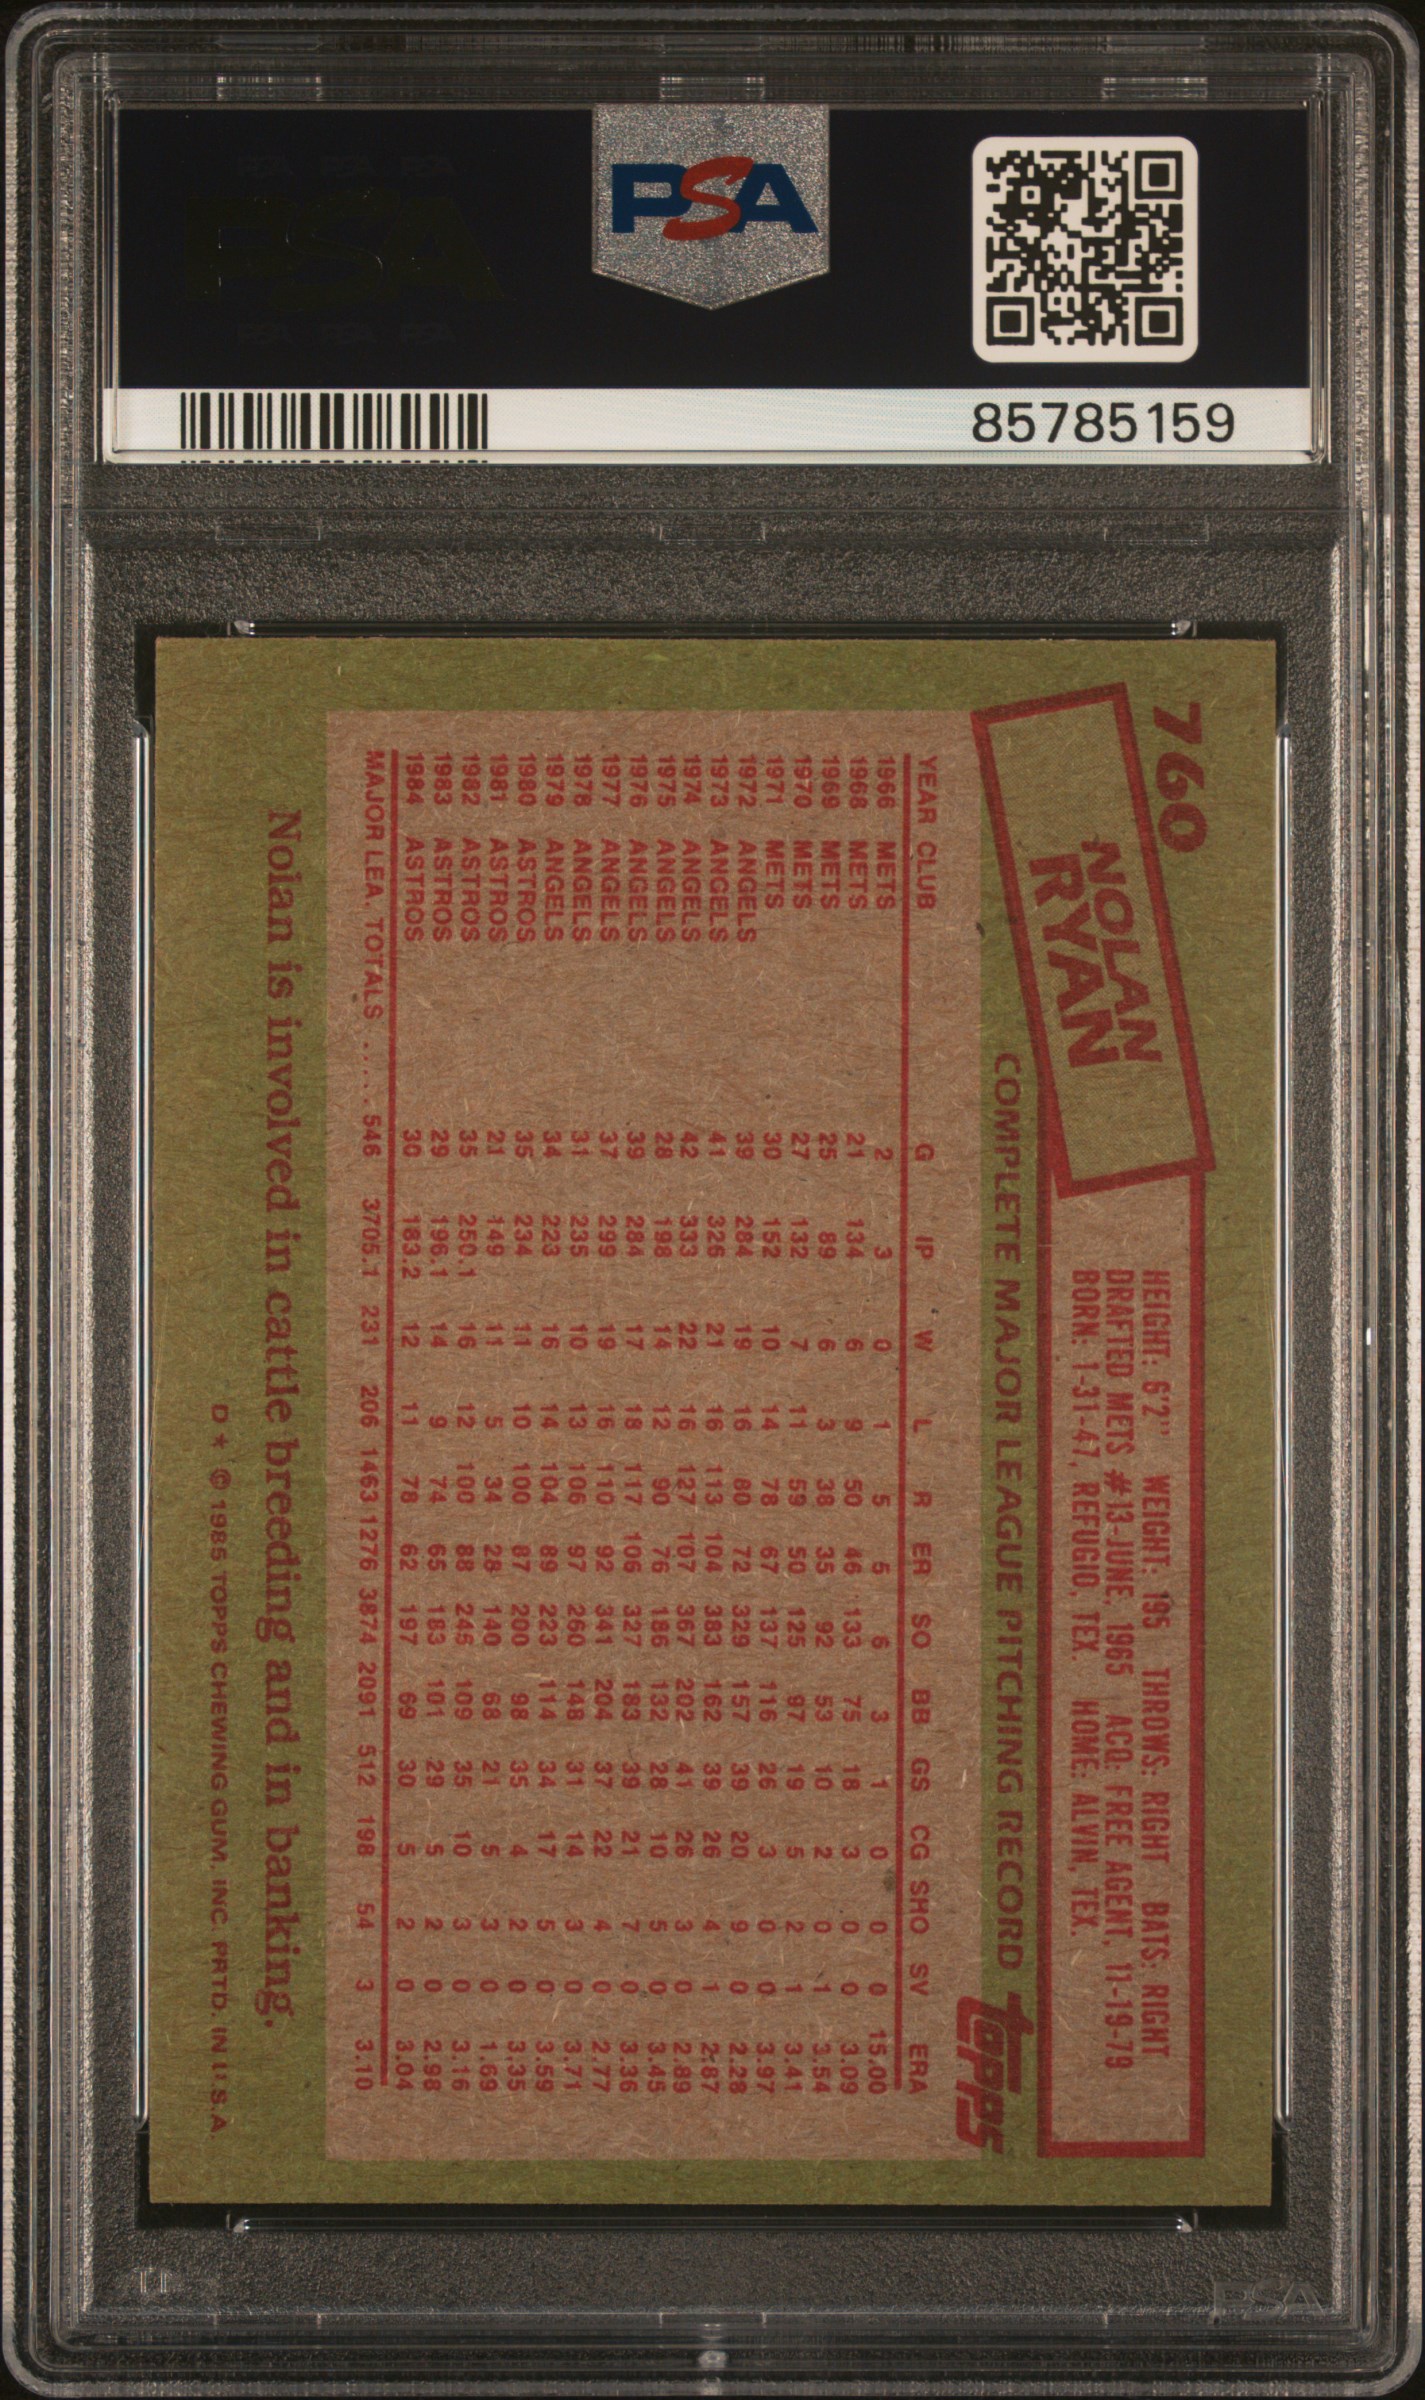 PSA
85785159
760
NOLAN
RYAN
HEIGHT: 6'2" WEIGHT: 195 THROWS: RIGHT BATS: RIGHT
DRAFTED METS #13-JUNE, 1965 ACQ: FREE AGENT, 11-19-79
BORN: 1-31-47, REFUGIO, TEX. HOME: ALVIN, TEX.
COMPLETE MAJOR LEAGUE PITCHING RECORD
Topps
YEAR CLUB G IP W L R ER SO BB GS CG SHO SV ERA
1966 METS 2 3 0 1 5 5 6 3 1 0 0 0 15.00
1968 METS 21 134 6 9 50 46 133 75 18 3 0 0 3.09
1969 METS 25 89 6 3 38 35 92 53 10 2 0 1 3.54
1970 METS 27 132 7 11 59 50 125 97 19 5 2 1 3.41
1971 METS 30 152 10 14 78 67 137 116 26 3 0 0 3.97
1972 ANGELS 39 284 19 16 80 72 329 157 39 20 9 0 2.28
1973 ANGELS 41 326 21 16 113 104 383 162 39 26 4 1 2.87
1974 ANGELS 42 333 22 16 127 107 367 202 41 26 3 0 2.89
1975 ANGELS 28 198 14 12 90 76 186 132 28 10 5 0 3.45
1976 ANGELS 39 284 17 18 117 106 327 183 39 21 7 0 3.36
1977 ANGELS 37 299 19 16 110 92 341 204 37 22 4 0 2.77
1978 ANGELS 31 235 10 13 106 97 260 148 31 14 3 0 3.71
1979 ANGELS 34 223 16 14 104 89 223 114 34 17 5 0 3.59
1980 ASTROS 35 234 11 10 100 87 200 98 35 4 2 0 3.35
1981 ASTROS 21 149 11 5 34 28 140 68 21 5 3 0 1.69
1982 ASTROS 35 250.1 16 12 100 88 245 109 35 10 3 0 3.16
1983 ASTROS 29 196.1 14 9 74 65 183 101 29 5 2 0 2.98
1984 ASTROS 30 183.2 12 11 78 62 197 69 30 5 2 0 3.04
MAJOR LEA. TOTALS ..... 546 3705.1 231 206 1463 1276 3874 2091 512 198 54 3 3.10
Nolan is involved in cattle breeding and in banking.
D★ © 1985 TOPPS CHEWING GUM, INC. PRTD. IN U.S.A.
PSA